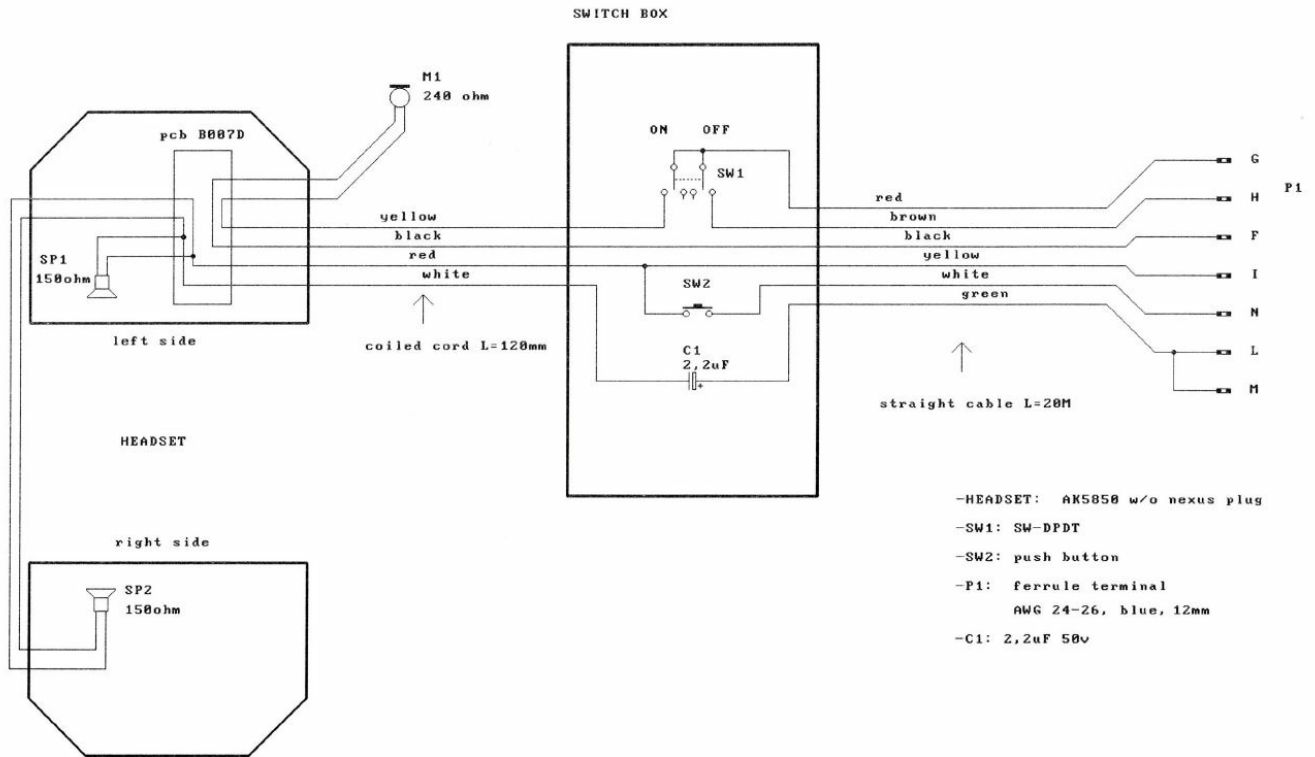 SWITCH BOX
M1
240 ohm
pcb B007D
ON OFF
SW1
G
P1
red
H
yellow
brown
black
black
F
SP1
red
yellow
150ohm
white
SW2
white
I
green
N
left side
coiled cord L=120mm
C1
2,2uF
+
L
straight cable L=20M
M
HEADSET
-HEADSET: AK5850 w/o nexus plug
-SW1: SW-DPDT
right side
-SW2: push button
SP2
-P1: ferrule terminal
150ohm
AWG 24-26, blue, 12mm
-C1: 2,2uF 50v